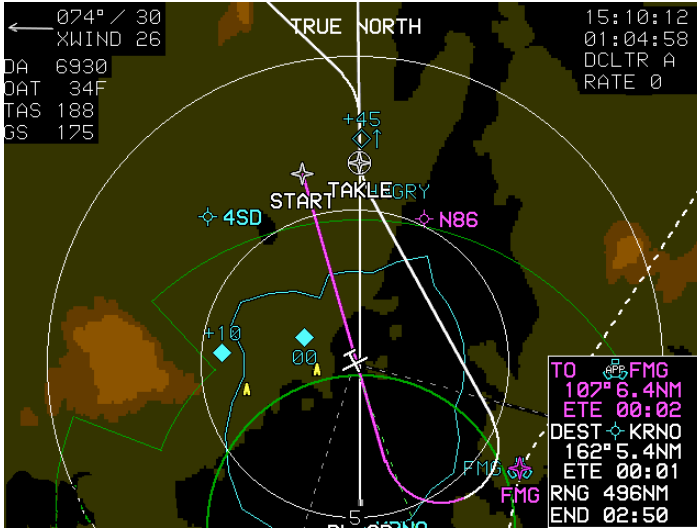 074° / 30
XWIND 26
DA 6930
OAT 34F
TAS 188
GS 175
TRUE NORTH
15:10:12
01:04:58
DCLTR A
RATE 0
+45
START
TAKLE
GRY
4SD
N86
+10
00
TO APP FMG
107° 6.4NM
ETE 00:02
DEST KRNO
162° 5.4NM
ETE 00:01
RNG 496NM
END 02:50
FMG
FMG
5